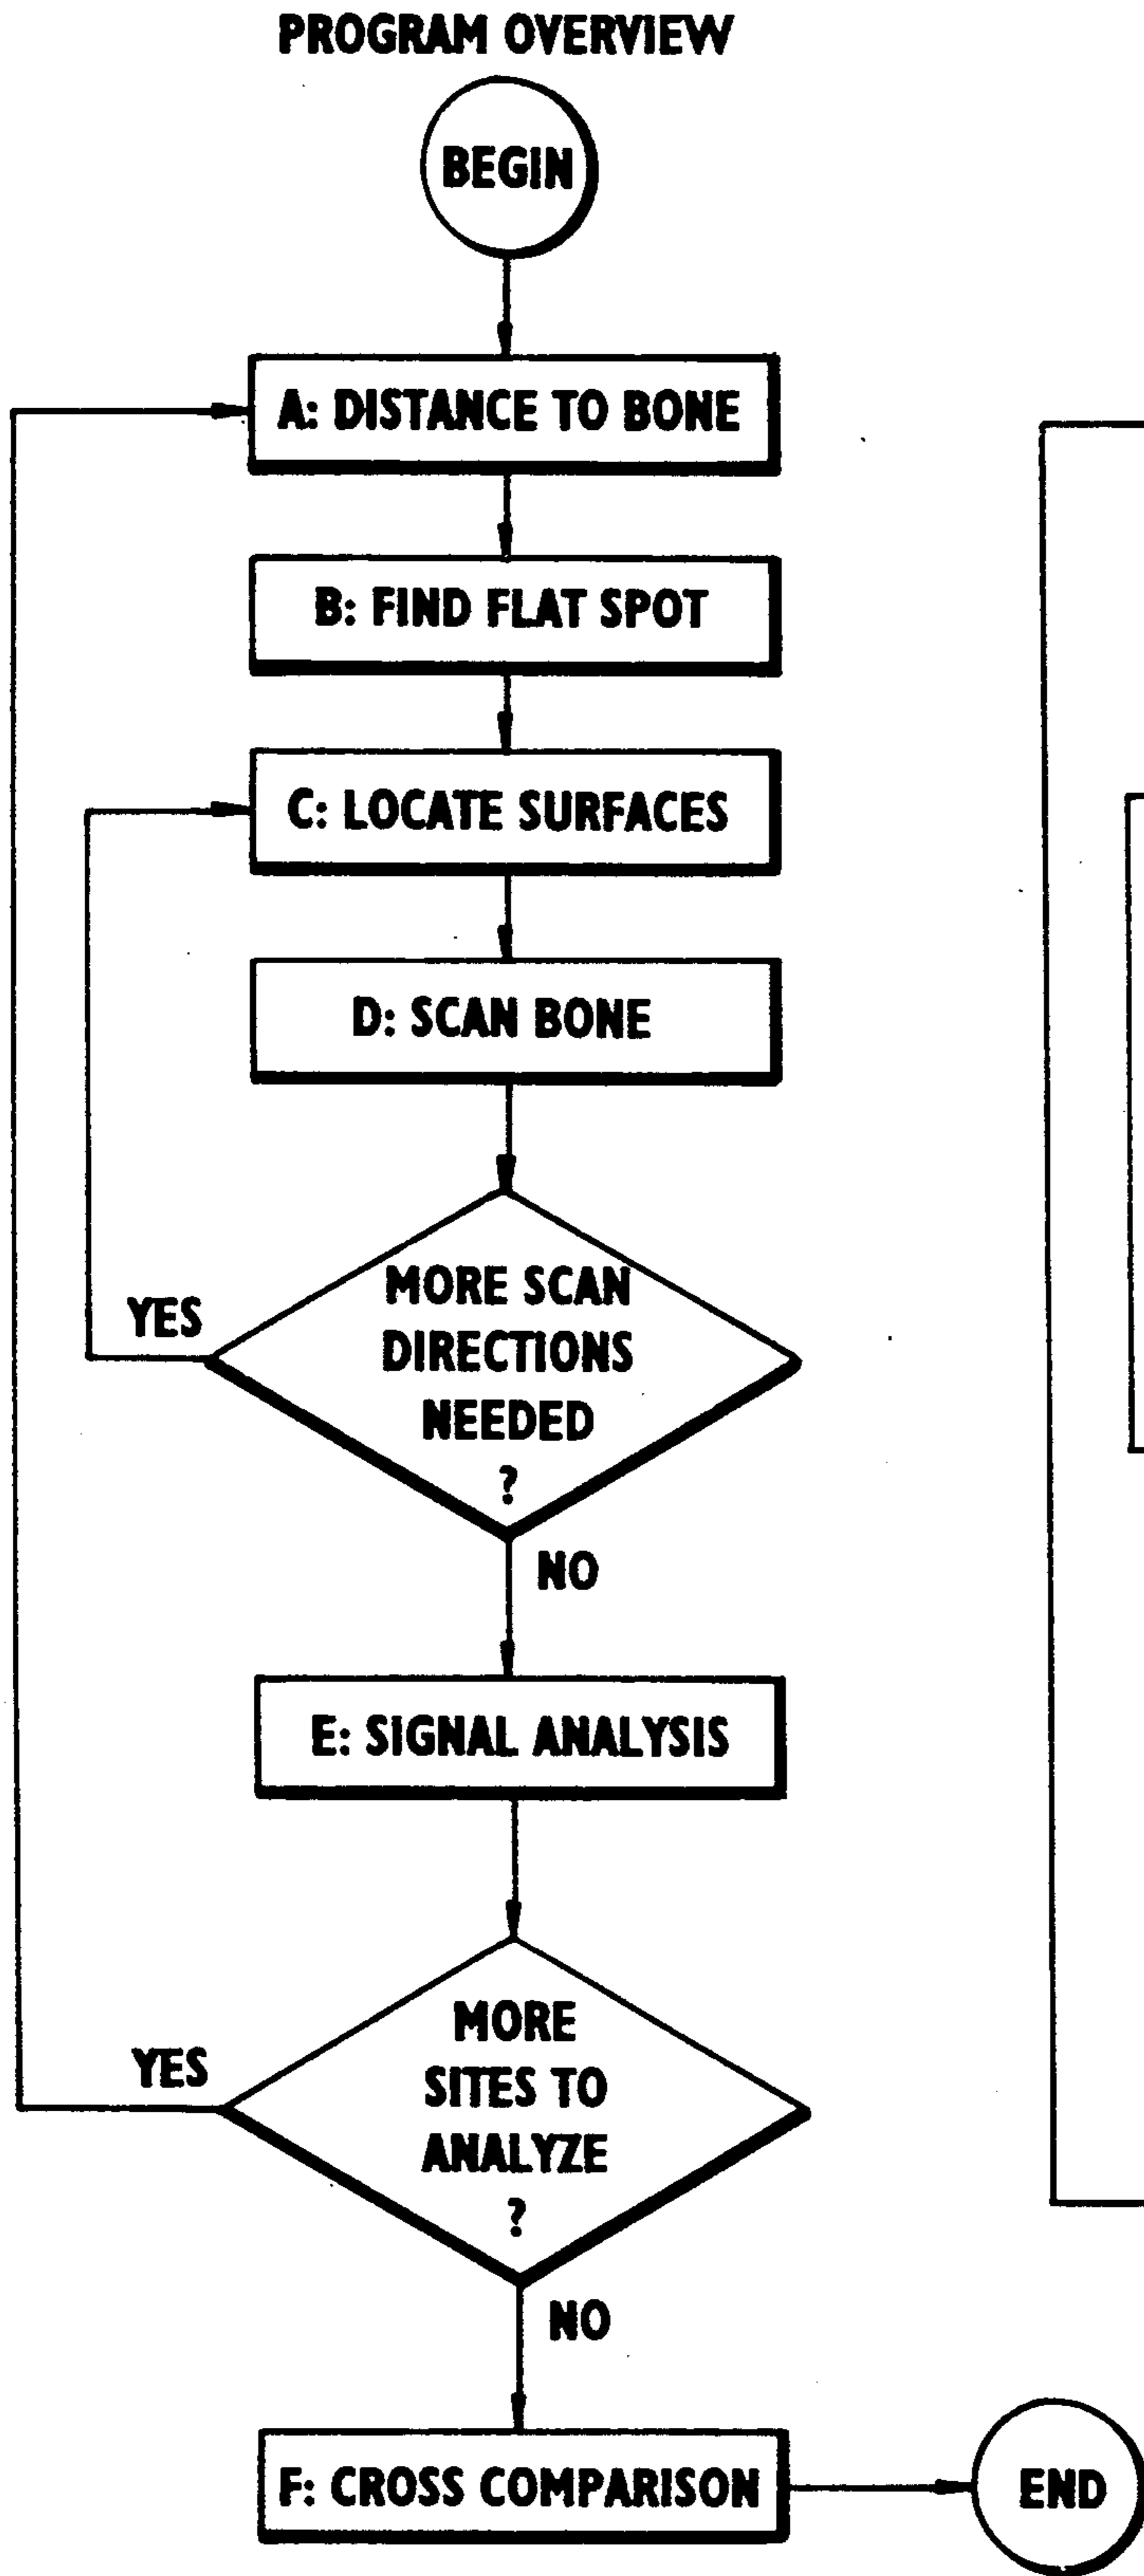 PROGRAM OVERVIEW
BEGIN
A: DISTANCE TO BONE
B: FIND FLAT SPOT
C: LOCATE SURFACES
D: SCAN BONE
MORE SCAN
DIRECTIONS
NEEDED
?
YES
NO
E: SIGNAL ANALYSIS
MORE
SITES TO
ANALYZE
?
YES
NO
F: CROSS COMPARISON
END